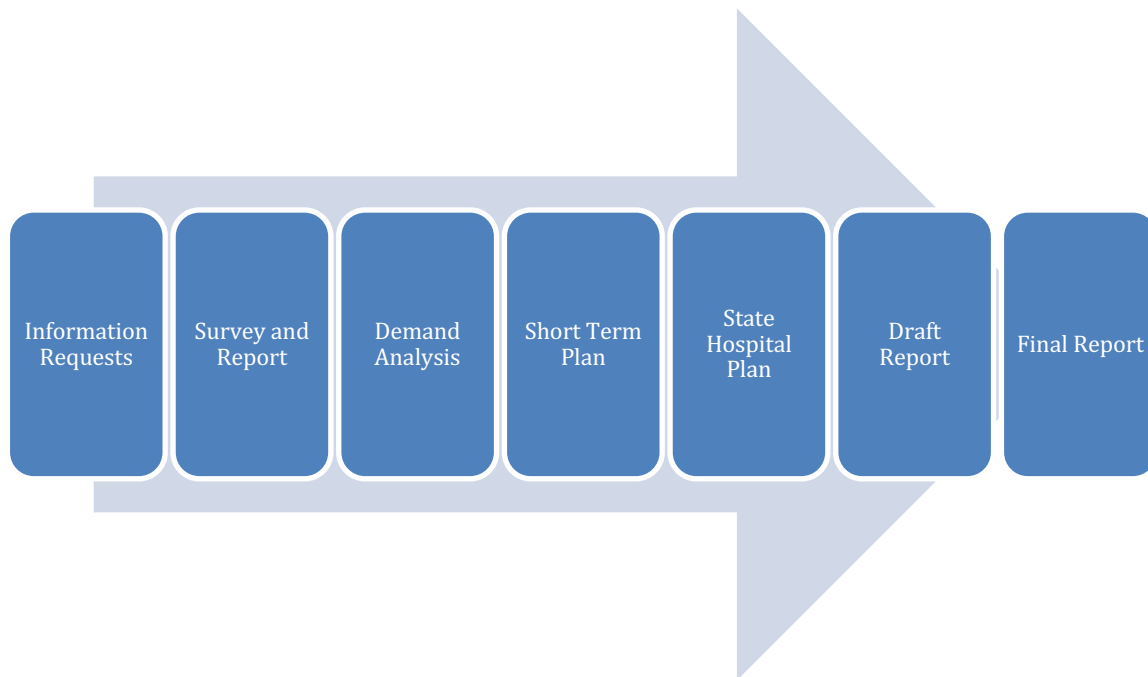 Information
Requests
Survey and
Report
Demand
Analysis
Short Term
Plan
State
Hospital
Plan
Draft
Report
Final Report